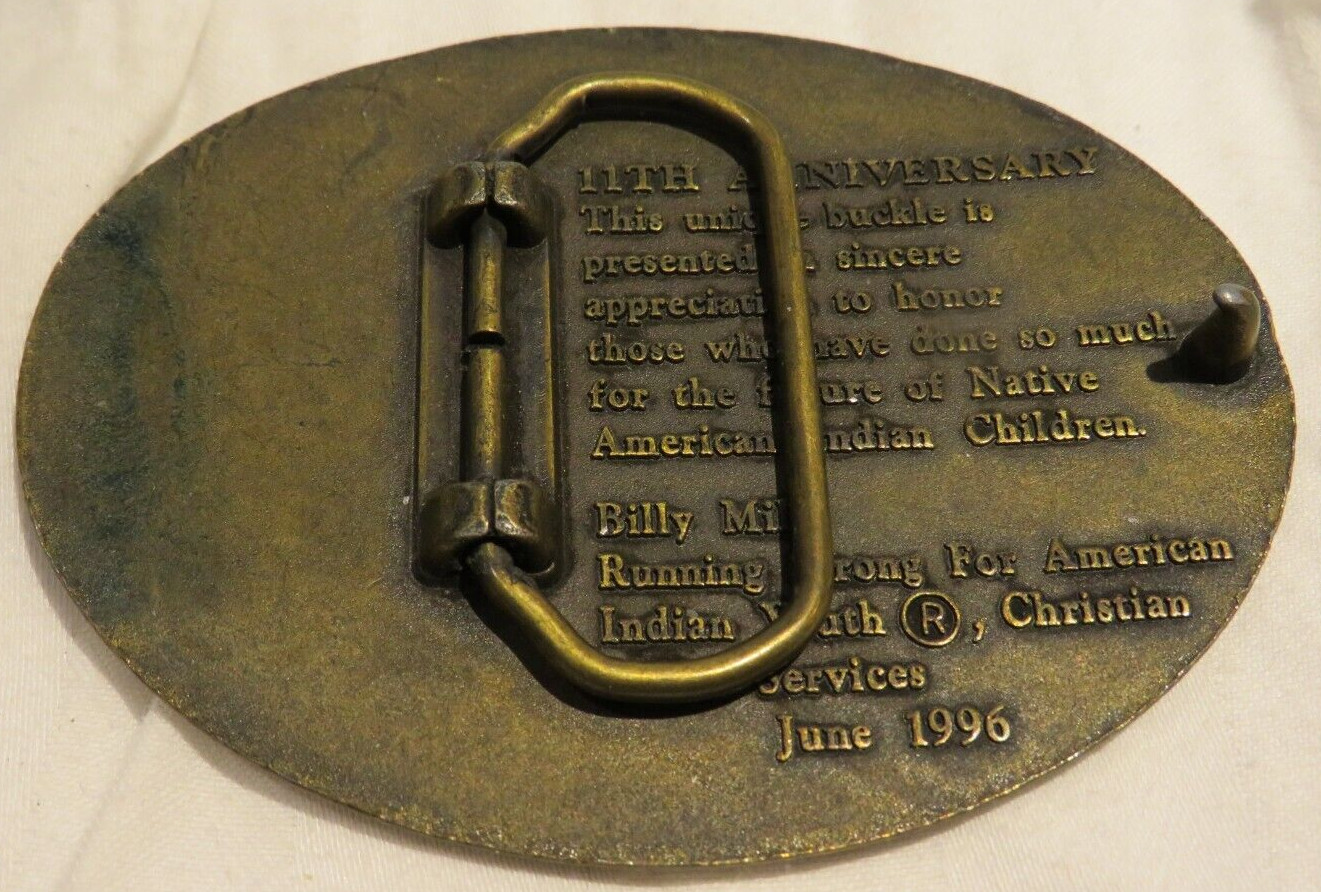 11TH ANNIVERSARY
This unique buckle is
presented in sincere
appreciation to honor
those who have done so much
for the future of Native
American Indian Children.
Billy Mills
Running Strong For American
Indian Youth ®, Christian
Services
June 1996